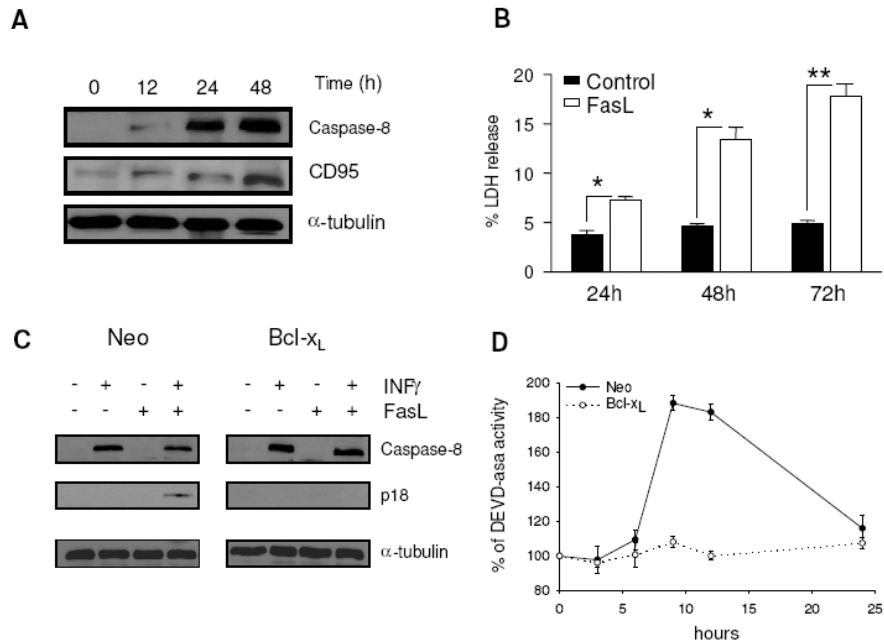 A
0 12 24 48 Time (h)
Caspase-8
CD95
α-tubulin
B
Control
FasL
20
15
10
5
0
% LDH release
*
*
**
24h 48h 72h
C
Neo Bcl-xL
- + - + - + - + INFγ
- - + + - - + + FasL
Caspase-8
p18
α-tubulin
D
Neo
Bcl-xL
200
180
160
140
120
100
80
% of DEVD-asa activity
0 5 10 15 20 25
hours